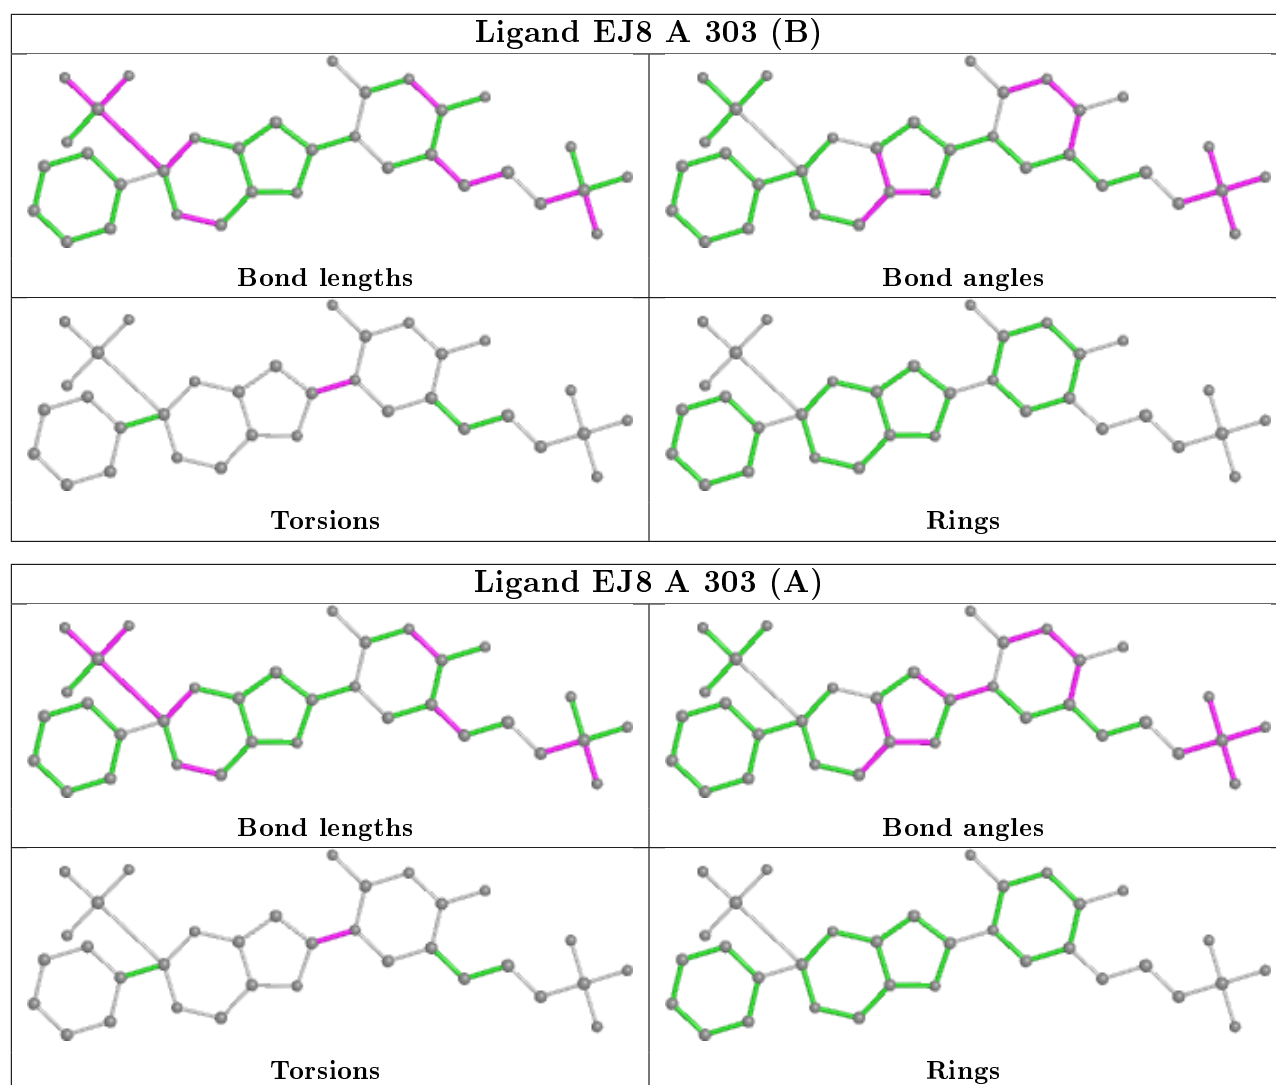 Ligand EJ8 A 303 (B)
Bond lengths
Bond angles
Torsions
Rings
Ligand EJ8 A 303 (A)
Bond lengths
Bond angles
Torsions
Rings